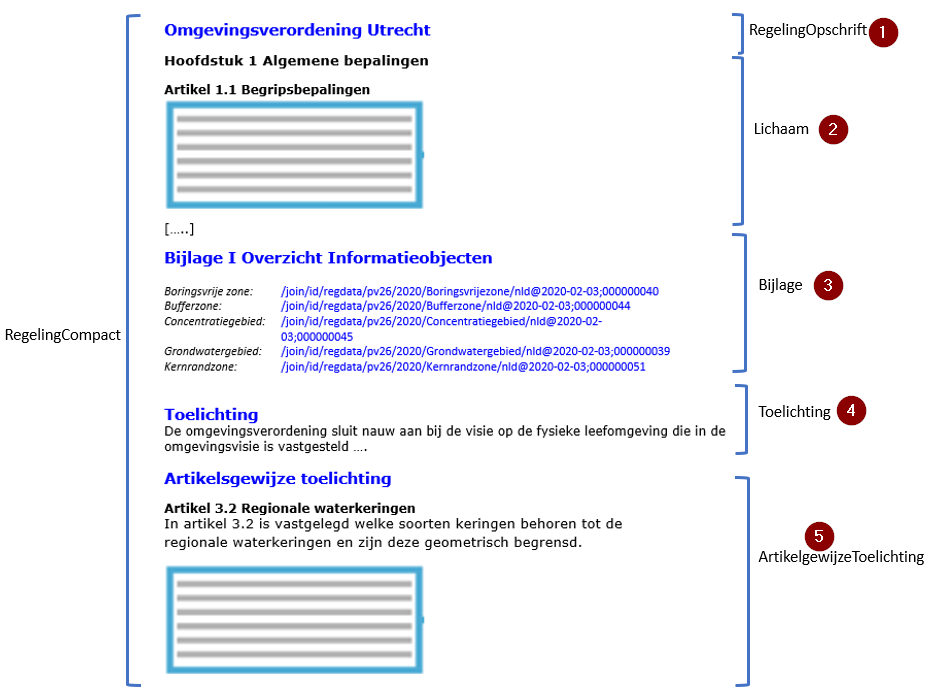 Omgevingsverordening Utrecht
RegelingOpschrift 1
Hoofdstuk 1 Algemene bepalingen
Artikel 1.1 Begripsbepalingen
Lichaam 2
[…..]
Bijlage I Overzicht Informatieobjecten
Boringsvrije zone: /join/id/regdata/pv26/2020/Boringsvrijezone/nld@2020-02-03;000000040
Bijlage 3
Bufferzone: /join/id/regdata/pv26/2020/Bufferzone/nld@2020-02-03;000000044
Concentratiegebied: /join/id/regdata/pv26/2020/Concentratiegebied/nld@2020-02-
03;000000045
RegelingCompact
Grondwatergebied: /join/id/regdata/pv26/2020/Grondwatergebied/nld@2020-02-03;000000039
Kernrandzone: /join/id/regdata/pv26/2020/Kernrandzone/nld@2020-02-03;000000051
Toelichting
Toelichting 4
De omgevingsverordening sluit nauw aan bij de visie op de fysieke leefomgeving die in de
omgevingsvisie is vastgesteld ….
Artikelsgewijze toelichting
Artikel 3.2 Regionale waterkeringen
In artikel 3.2 is vastgelegd welke soorten keringen behoren tot de
regionale waterkeringen en zijn deze geometrisch begrensd.
5
ArtikelgewijzeToelichting